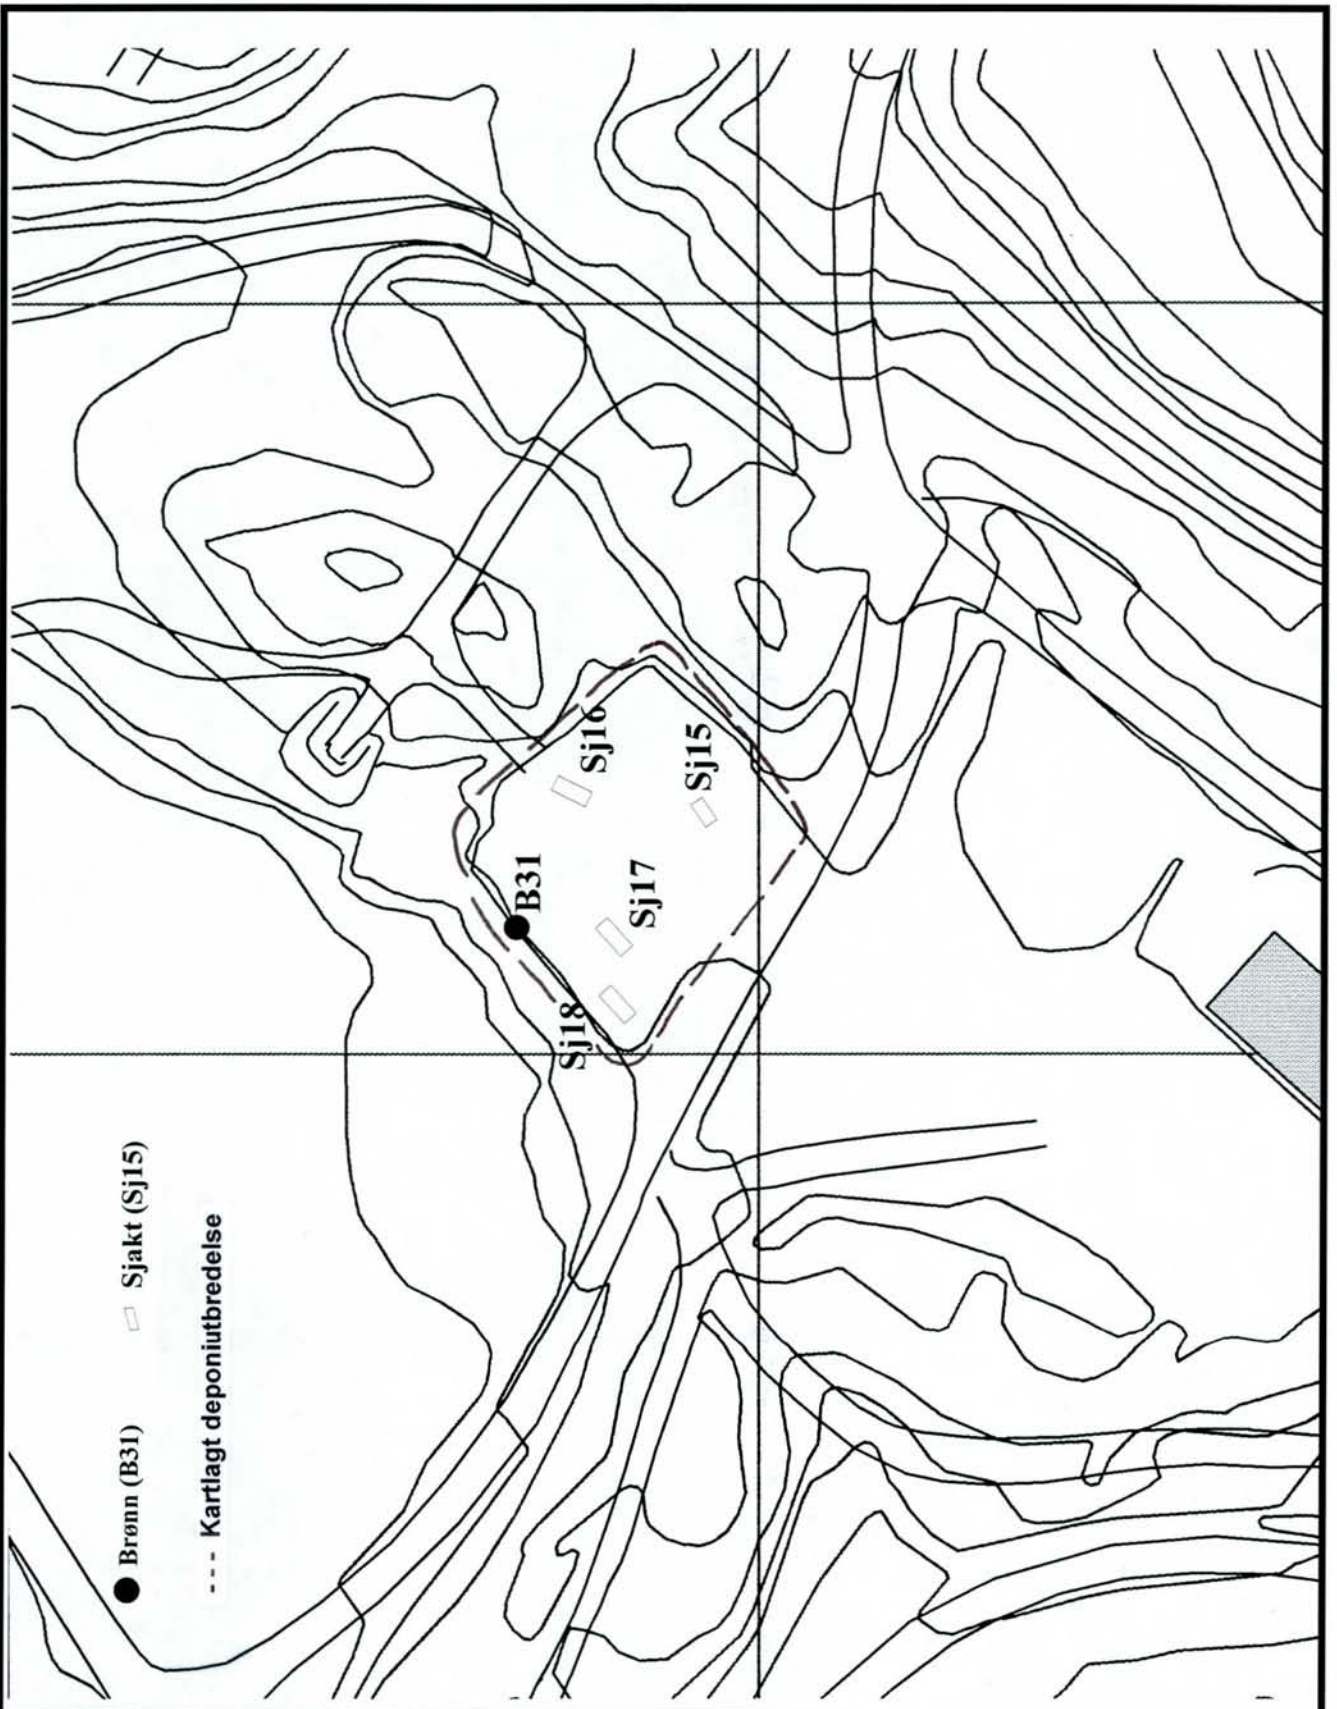 Brønn (B31) Sjakt (Sj15)
--- Kartlagt deponiutbredelse
B31
Sj18
Sj16
Sj17
Sj15